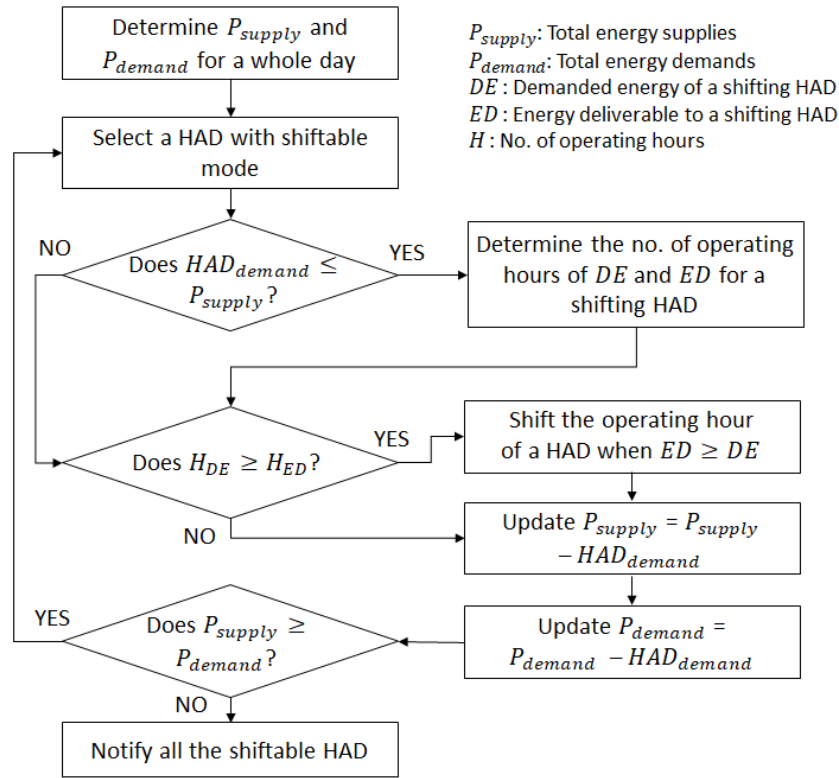 Determine P_supply and
P_demand for a whole day
P_supply: Total energy supplies
P_demand: Total energy demands
DE : Demanded energy of a shifting HAD
ED : Energy deliverable to a shifting HAD
H : No. of operating hours
Select a HAD with shiftable
mode
NO
YES
Does HAD_demand ≤
P_supply?
Determine the no. of operating
hours of DE and ED for a
shifting HAD
Does H_DE ≥ H_ED?
YES
NO
Shift the operating hour
of a HAD when ED ≥ DE
Update P_supply = P_supply
− HAD_demand
Update P_demand =
P_demand − HAD_demand
YES
Does P_supply ≥
P_demand?
NO
Notify all the shiftable HAD